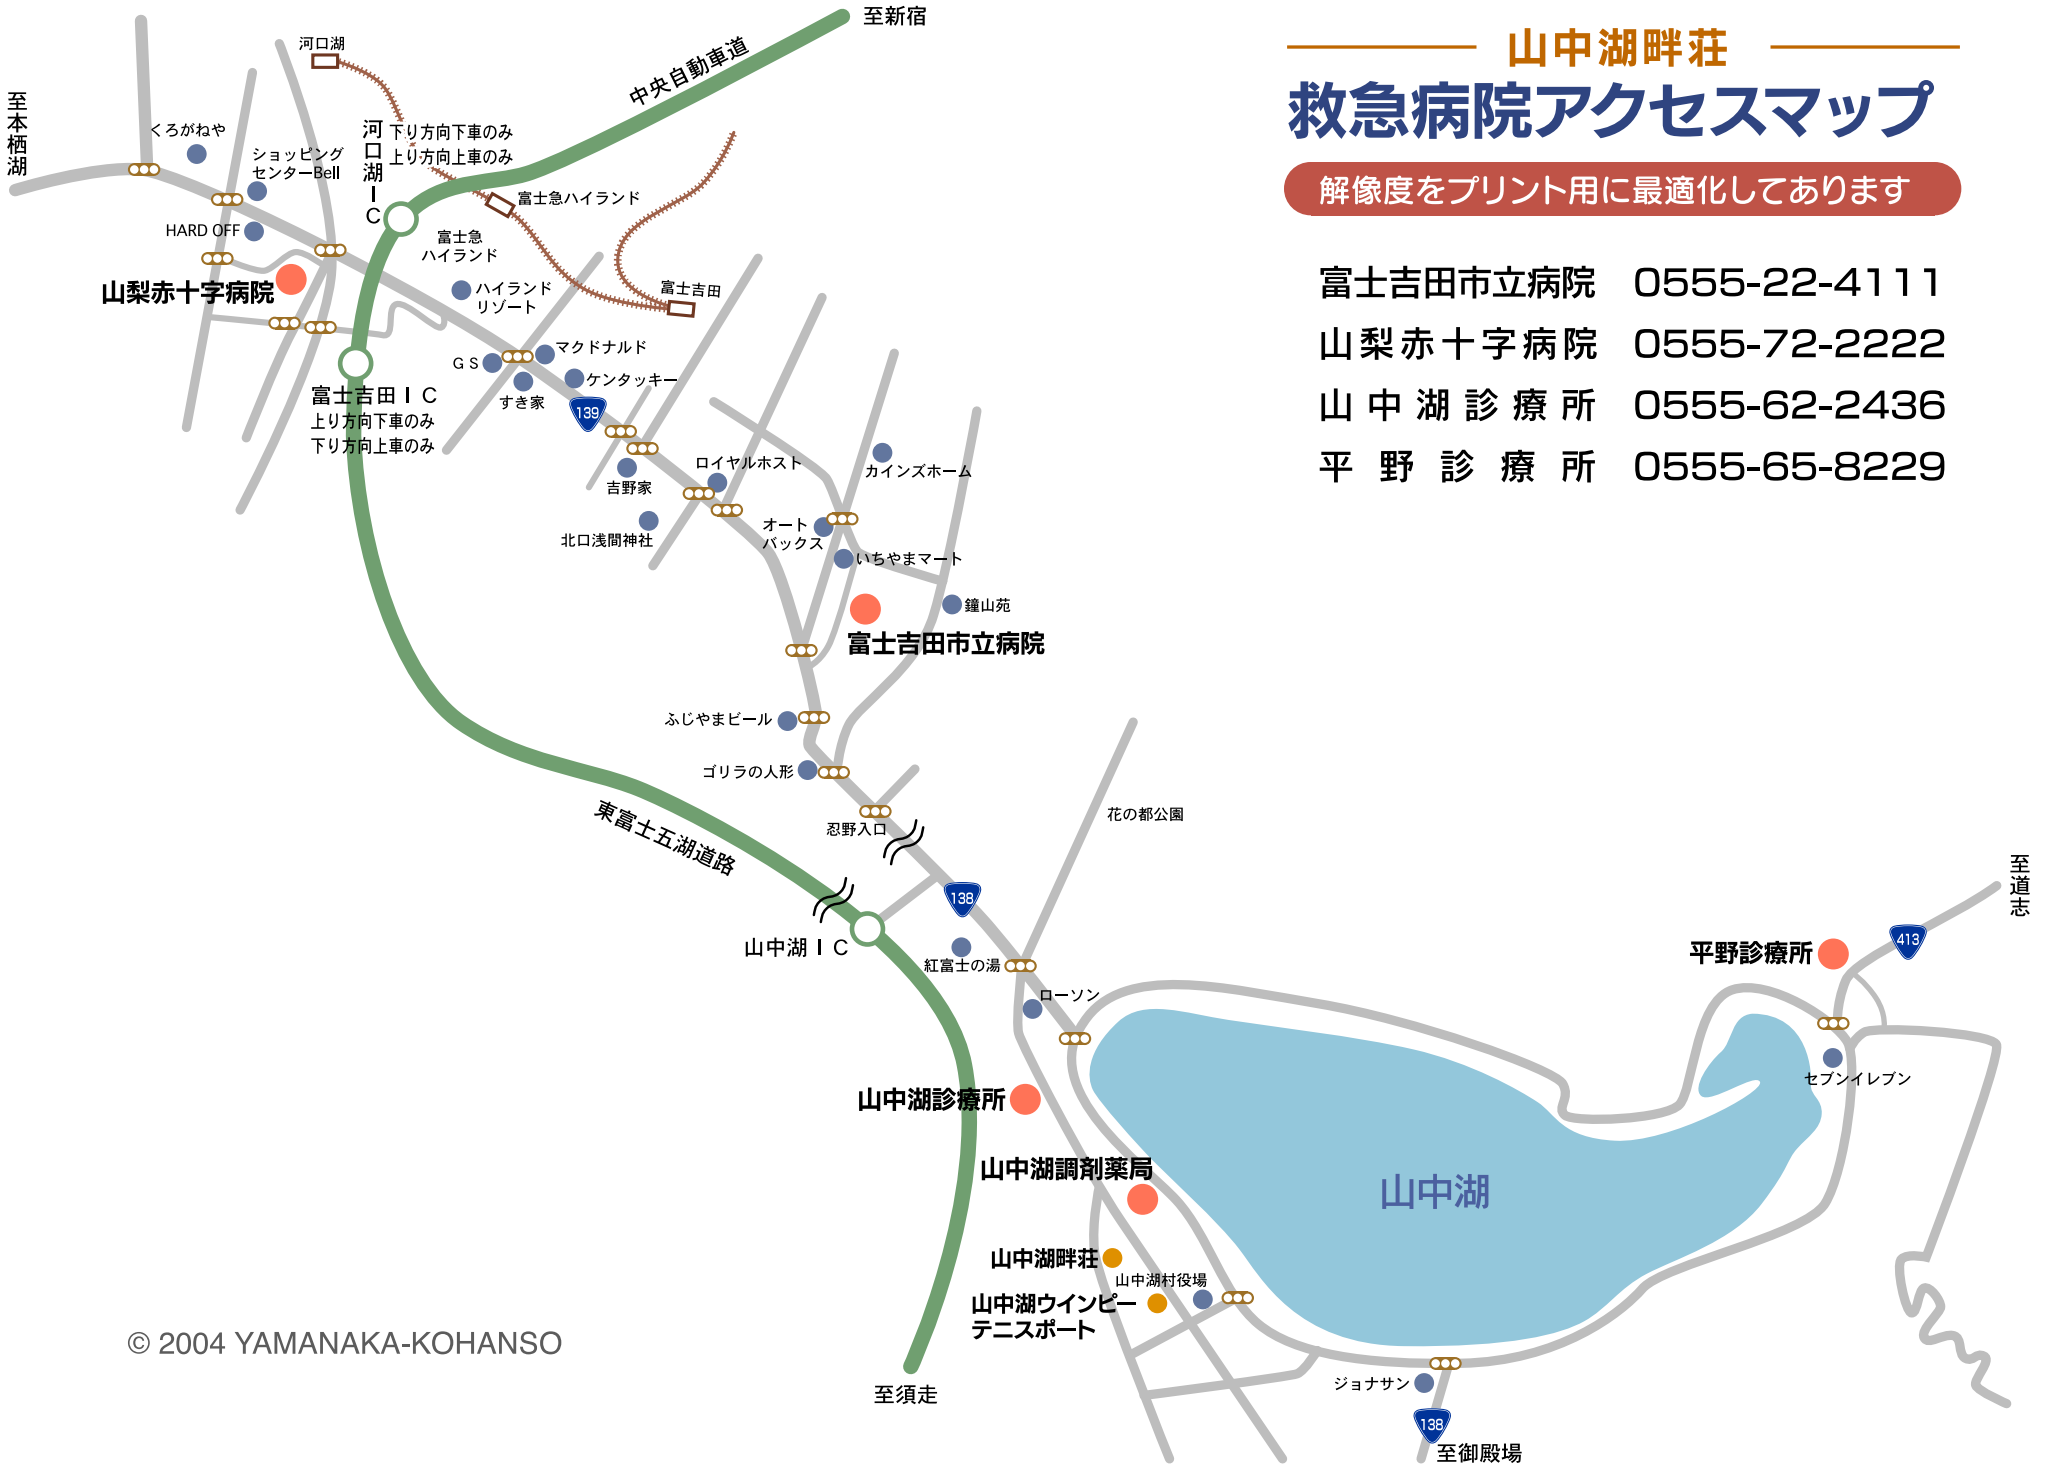 山中湖畔荘
救急病院アクセスマップ
解像度をプリント用に最適化してあります
富士吉田市立病院 0555-22-4111
山梨赤十字病院 0555-72-2222
山中湖診療所 0555-62-2436
平野診療所 0555-65-8229
至新宿
中央自動車道
河口湖
至本栖湖
くろがねや
ショッピング
センターBell
河口湖IC
下り方向下車のみ
上り方向上車のみ
富士急ハイランド
HARD OFF
富士急
ハイランド
山梨赤十字病院
ハイランド
リゾート
富士吉田
GS
マクドナルド
ケンタッキー
すき家
139
富士吉田IC
上り方向下車のみ
下り方向上車のみ
ロイヤルホスト
吉野家
カインズホーム
北口浅間神社
オート
バックス
いちやまマート
鐘山苑
富士吉田市立病院
ふじやまビール
ゴリラの人形
忍野入口
東富士五湖道路
花の都公園
138
山中湖IC
紅富士の湯
ローソン
至道志
413
平野診療所
セブンイレブン
山中湖診療所
山中湖調剤薬局
山中湖
山中湖畔荘
山中湖村役場
山中湖ウインピー
テニスポート
© 2004 YAMANAKA-KOHANSO
至須走
ジョナサン
138
至御殿場